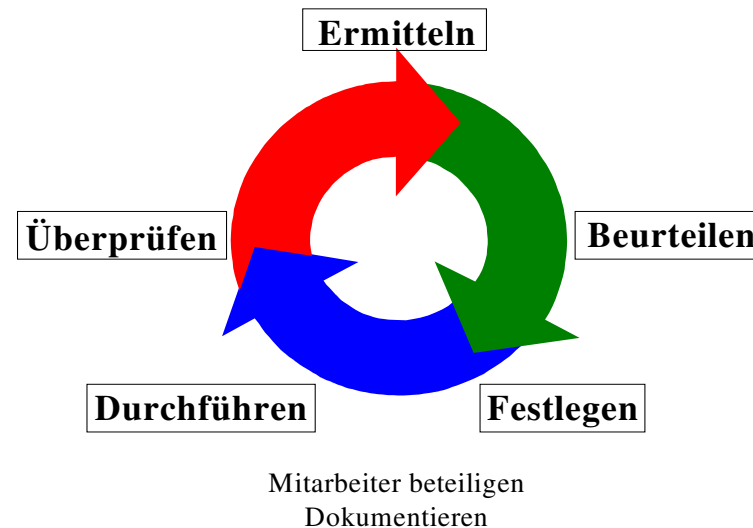 Ermitteln
Beurteilen
Festlegen
Durchführen
Überprüfen
Mitarbeiter beteiligen
Dokumentieren